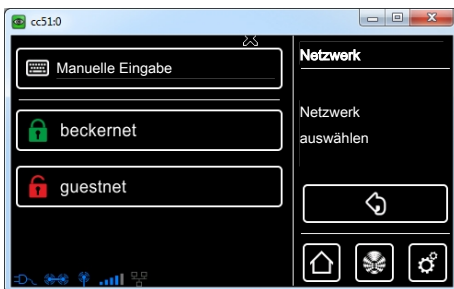 cc51:0
Manuelle Eingabe
beckernet
guestnet
Netzwerk
Netzwerk
auswählen